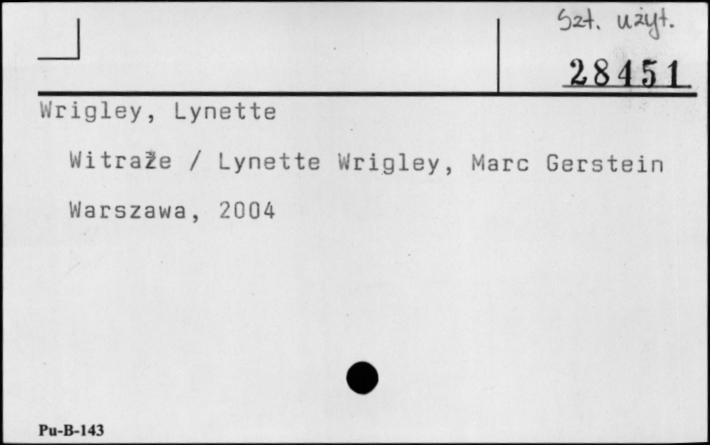 Szt. użyt.
28451
Wrigley, Lynette
Witraże / Lynette Wrigley, Marc Gerstein
Warszawa, 2004
Pu-B-143